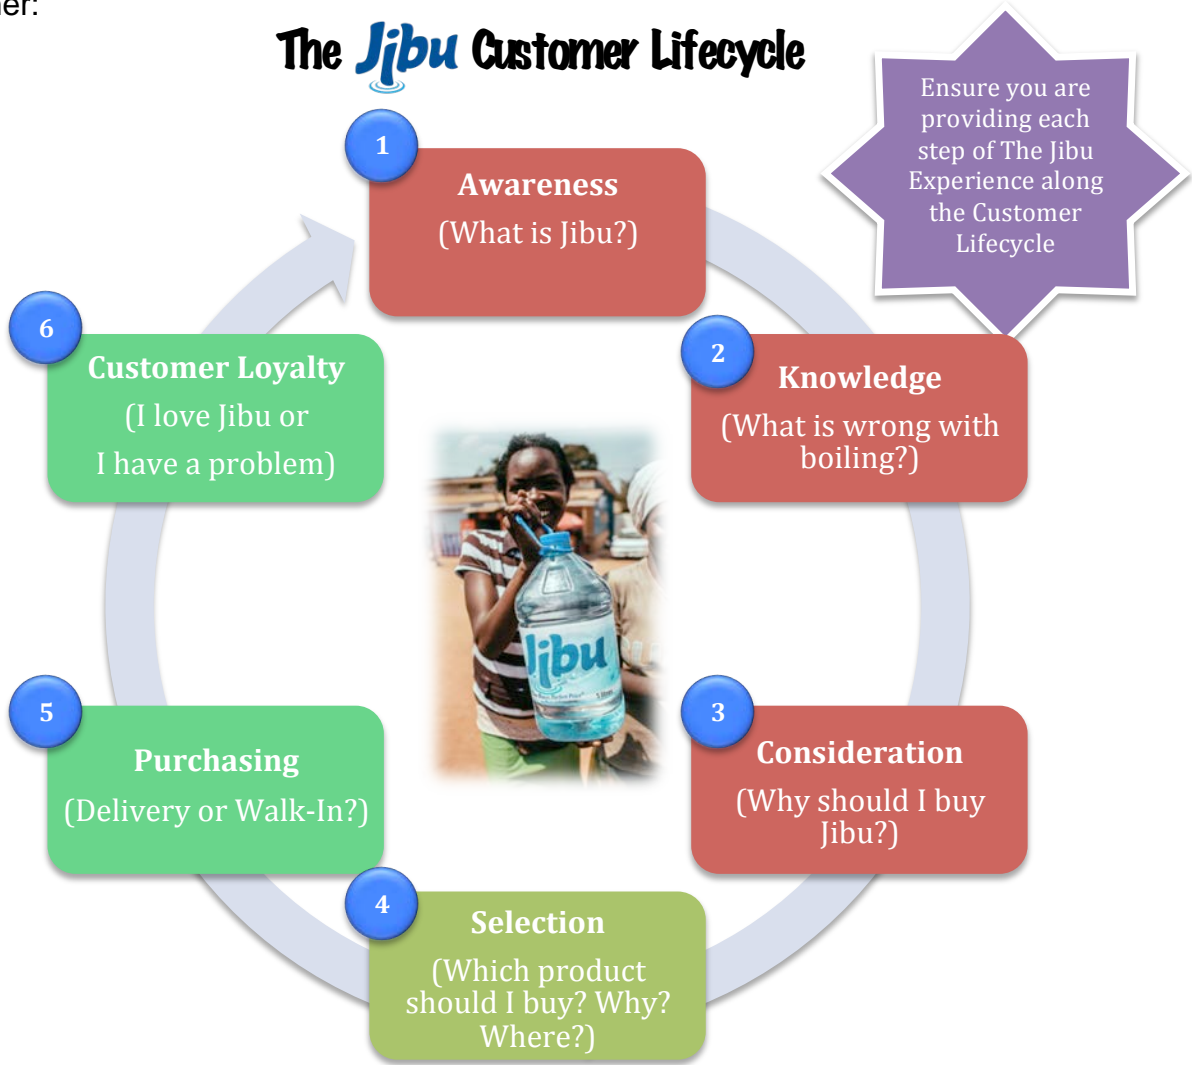 ner:
The Jibu Customer Lifecycle
Ensure you are
providing each
step of The Jibu
Experience along
the Customer
Lifecycle
1
Awareness
(What is Jibu?)
2
Knowledge
(What is wrong with
boiling?)
3
Consideration
(Why should I buy
Jibu?)
4
Selection
(Which product
should I buy? Why?
Where?)
5
Purchasing
(Delivery or Walk-In?)
6
Customer Loyalty
(I love Jibu or
I have a problem)
Jibu